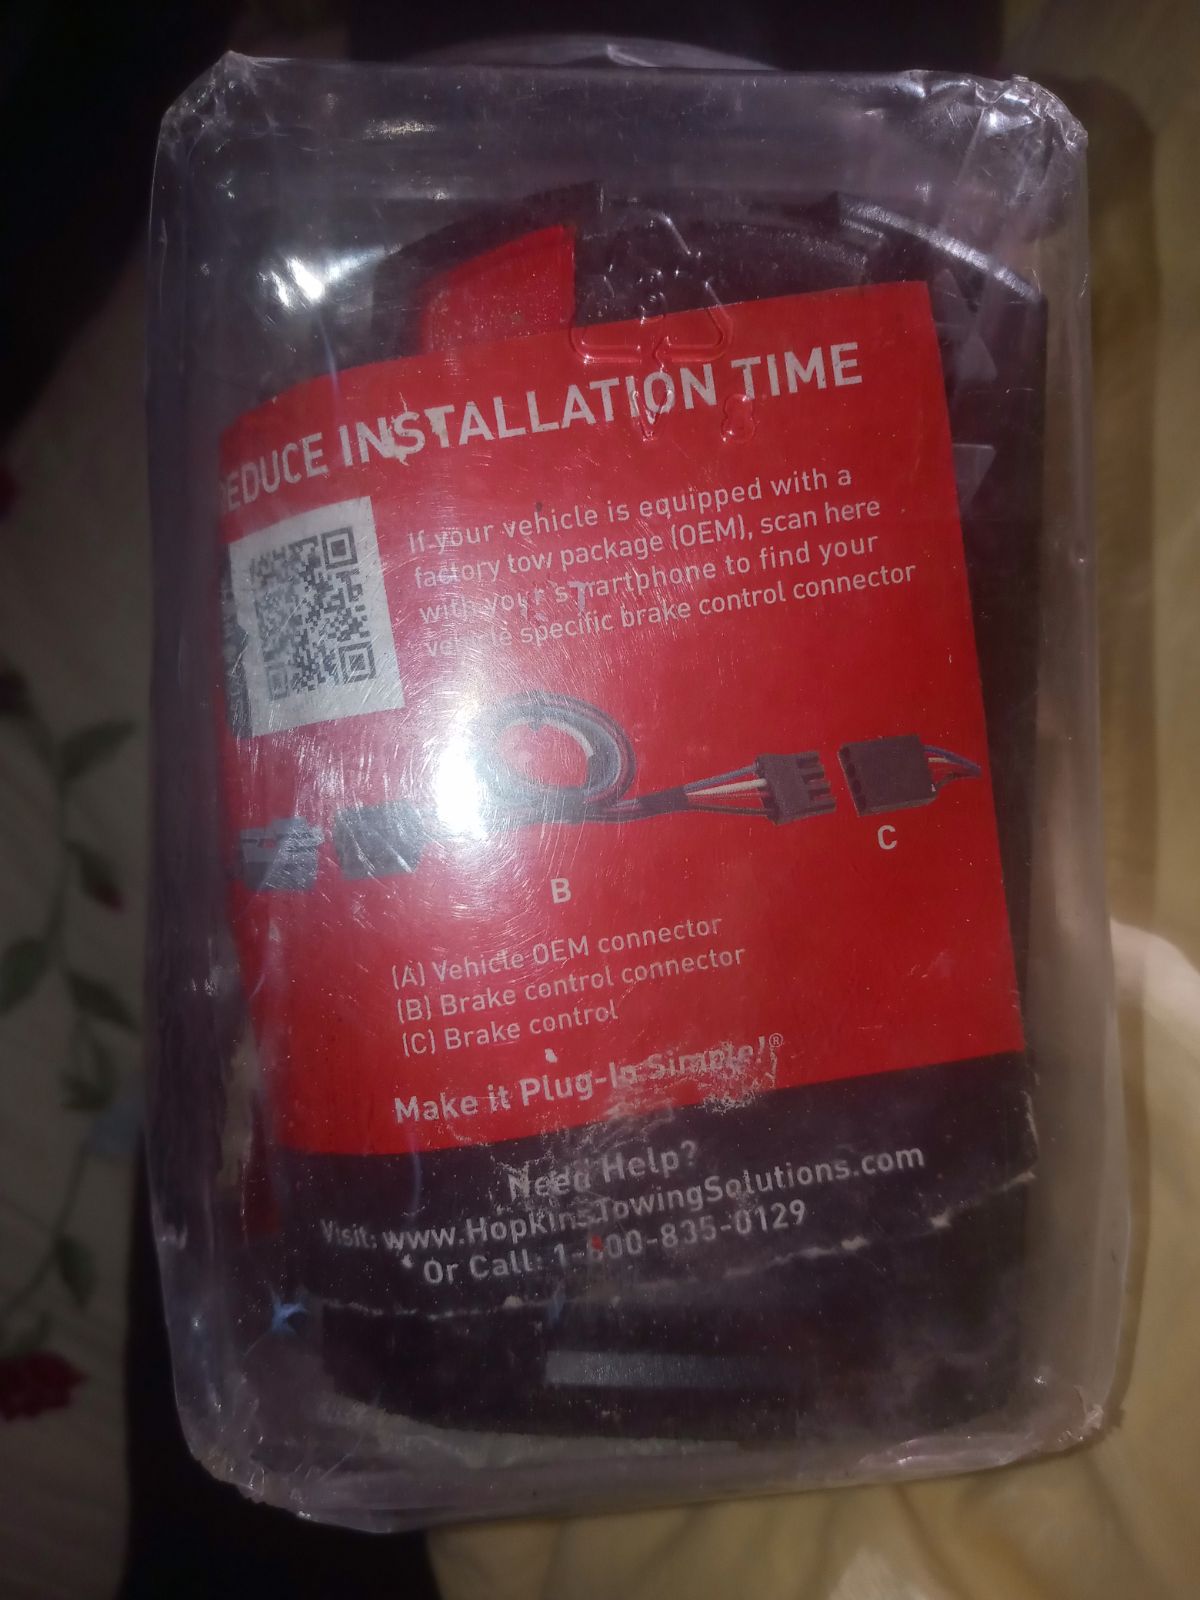 REDUCE INSTALLATION TIME
If your vehicle is equipped with a
factory tow package (OEM), scan here
with your smartphone to find your
vehicle specific brake control connector
C
B
(A) Vehicle OEM connector
(B) Brake control connector
(C) Brake control
Make it Plug-In Simple!®
Need Help?
Visit: www.HopkinsTowingSolutions.com
Or Call: 1-800-835-0129